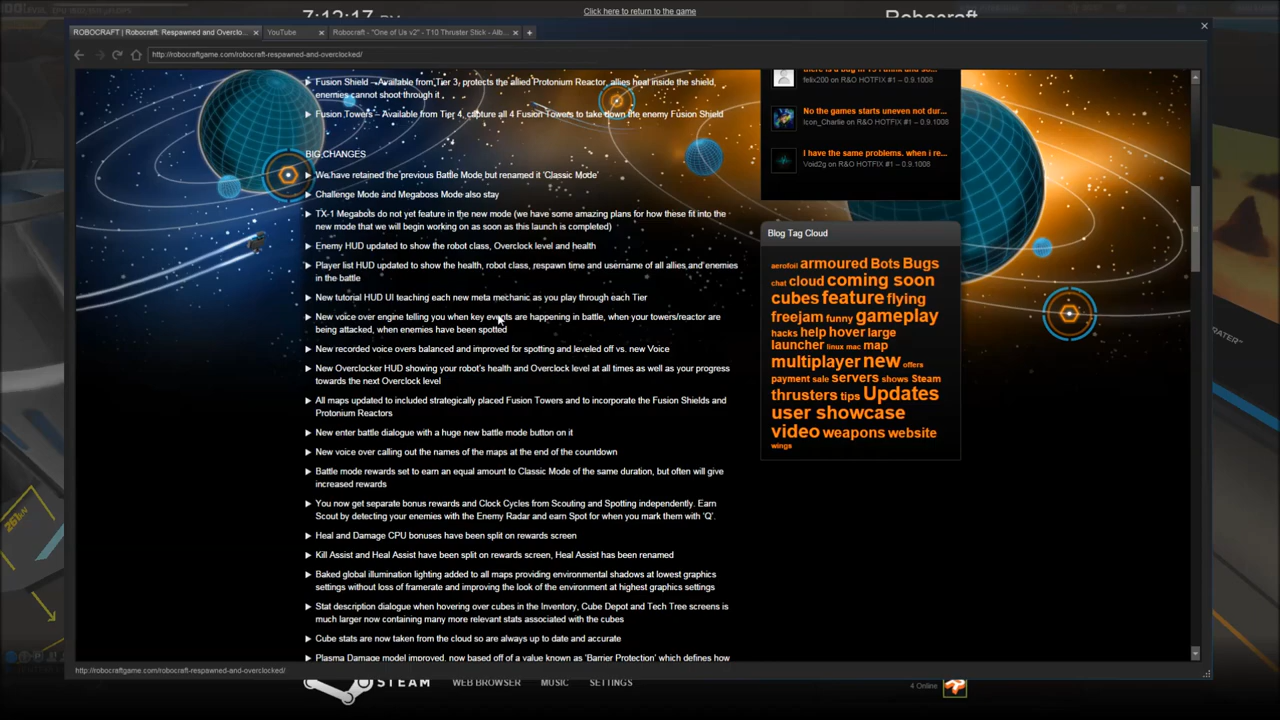 7:12:17 PM
Click here to return to the game
Robocraft
ROBOCRAFT | Robocraft: Respawned and Overclo...
YouTube
Robocraft - "One of Us v2" - T10 Thruster Stick - Alb...
http://robocraftgame.com/robocraft-respawned-and-overclocked/
Fusion Shield – Available from Tier 3, protects the allied Protonium Reactor, allies heal inside the shield,
enemies cannot shoot through it
Fusion Towers – Available from Tier 4, capture all 4 Fusion Towers to take down the enemy Fusion Shield
BIG CHANGES
We have retained the previous Battle Mode but renamed it 'Classic Mode'
Challenge Mode and Megaboss Mode also stay
TX-1 Megabots do not yet feature in the new mode (we have some amazing plans for how these fit into the
new mode that we will begin working on as soon as this launch is completed)
Enemy HUD updated to show the robot class, Overclock level and health
Player list HUD updated to show the health, robot class, respawn time and username of all allies and enemies
in the battle
New tutorial HUD UI teaching each new meta mechanic as you play through each Tier
New voice over engine telling you when key events are happening in battle, when your towers/reactor are
being attacked, when enemies have been spotted
New recorded voice overs balanced and improved for spotting and leveled off vs. new Voice
New Overclocker HUD showing your robot's health and Overclock level at all times as well as your progress
towards the next Overclock level
All maps updated to included strategically placed Fusion Towers and to incorporate the Fusion Shields and
Protonium Reactors
New enter battle dialogue with a huge new battle mode button on it
New voice over calling out the names of the maps at the end of the countdown
Battle mode rewards set to earn an equal amount to Classic Mode of the same duration, but often will give
increased rewards
You now get separate bonus rewards and Clock Cycles from Scouting and Spotting independently. Earn
Scout by detecting your enemies with the Enemy Radar and earn Spot for when you mark them with 'Q'.
Heal and Damage CPU bonuses have been split on rewards screen
Kill Assist and Heal Assist have been split on rewards screen, Heal Assist has been renamed
Baked global illumination lighting added to all maps providing environmental shadows at lowest graphics
settings without loss of framerate and improving the look of the environment at highest graphics settings
Stat description dialogue when hovering over cubes in the Inventory, Cube Depot and Tech Tree screens is
much larger now containing many more relevant stats associated with the cubes
Cube stats are now taken from the cloud so are always up to date and accurate
Plasma Damage model improved, now based off of a value known as 'Barrier Protection' which defines how
felix200 on R&O HOTFIX #1 – 0.9.1008
No the games starts uneven not dur...
Icon_Charlie on R&O HOTFIX #1 – 0.9.1008
I have the same problems. when i re...
Void2g on R&O HOTFIX #1 – 0.9.1008
Blog Tag Cloud
aerofoil armoured Bots Bugs
chat cloud coming soon
cubes feature flying
freejam funny gameplay
hacks help hover large
launcher linux mac map
multiplayer new offers
payment sale servers shows Steam
thrusters tips Updates
user showcase
video weapons website
wings
http://robocraftgame.com/robocraft-respawned-and-overclocked/
STEAM
WEB BROWSER
MUSIC
SETTINGS
4 Online